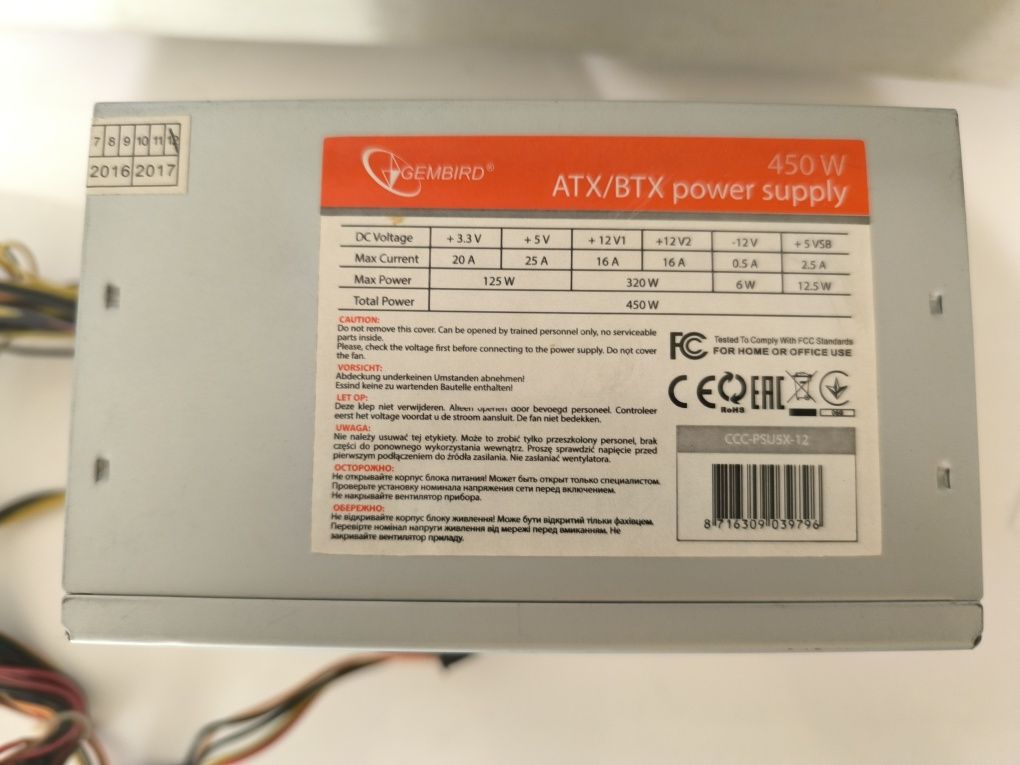 7 8 9 10 11 12
2016 2017
GEMBIRD®
450 W
ATX/BTX power supply
DC Voltage + 3.3 V + 5 V + 12 V1 +12 V2 -12 V + 5 VSB
Max Current 20 A 25 A 16 A 16 A 0.5 A 2.5 A
Max Power 125 W 320 W 6 W 12.5 W
Total Power 450 W
CAUTION:
Do not remove this cover. Can be opened by trained personnel only, no serviceable
parts inside.
Please, check the voltage first before connecting to the power supply. Do not cover
the fan.
VORSICHT:
Abdeckung underkeinen Umstanden abnehmen!
Essind keine zu wartenden Bautelle enthalten!
LET OP:
Deze klep niet verwijderen. Alleen openen door bevoegd personeel. Controleer
eerst het voltage voordat u de stroom aansluit. De fan niet bedekken.
UWAGA:
Nie należy usuwać tej etykiety. Może to zrobić tylko przeszkolony personel, brak
części do ponownego wykorzystania wewnątrz. Proszę sprawdzić napięcie przed
pierwszym podłączeniem do źródła zasilania. Nie zasłaniać wentylatora.
ОСТОРОЖНО:
Не открывайте корпус блока питания! Может быть открыт только специалистом.
Проверьте установку номинала напряжения сети перед включением.
Не накрывайте вентилятор прибора.
ОБЕРЕЖНО:
Не відкривайте корпус блоку живлення! Може бути відкритий тільки фахівцем.
Перевірте номінал напруги живлення від мережі перед вмиканням. Не
закривайте вентилятор приладу.
FC Tested To Comply With FCC Standards
FOR HOME OR OFFICE USE
CE RoHS EAC
CCC-PSU5X-12
8 716309 039796